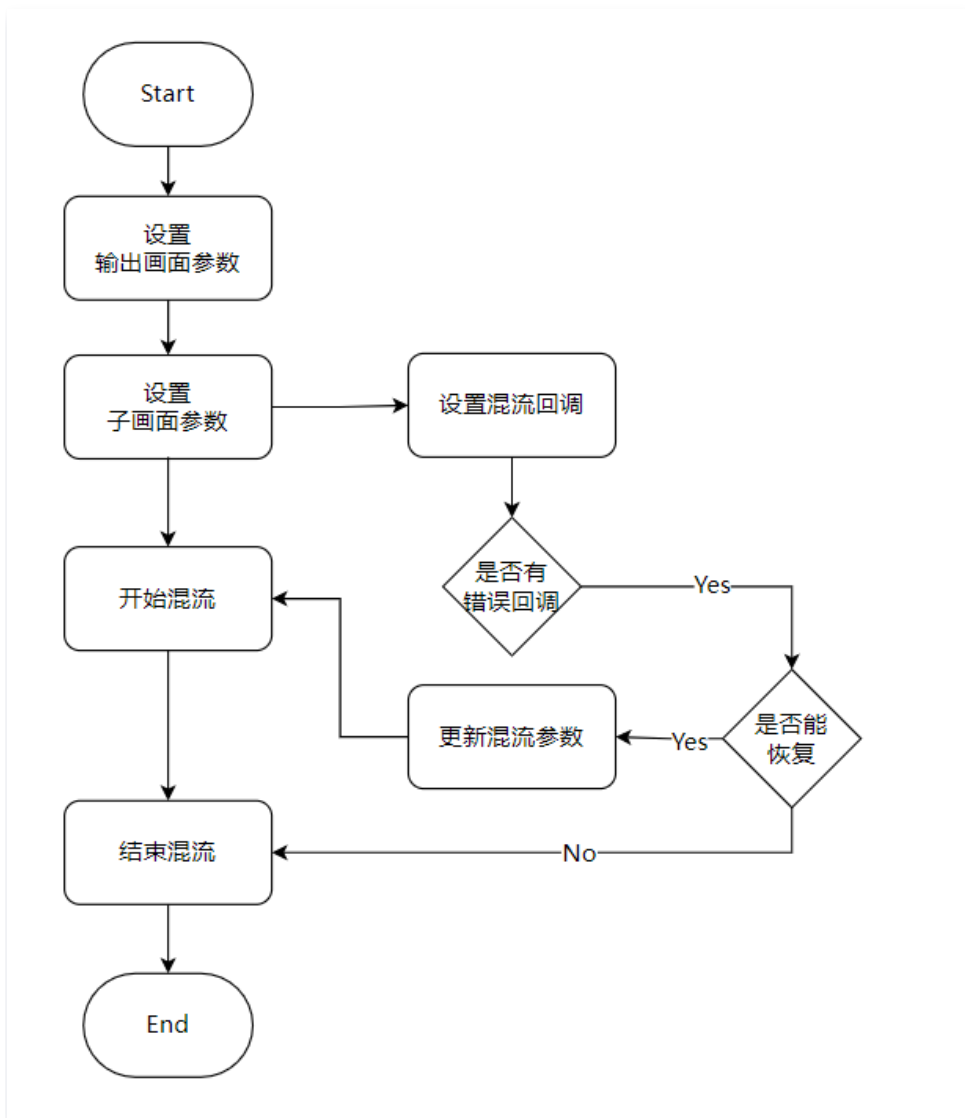 Start
设置
输出画面参数
设置
子画面参数
设置混流回调
是否有
错误回调
Yes
开始混流
是否能
恢复
Yes
更新混流参数
结束混流
No
End